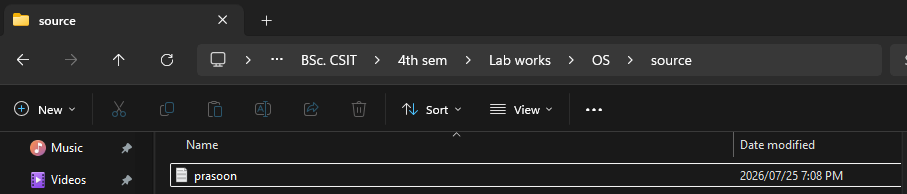 source
... BSc. CSIT > 4th sem > Lab works > OS > source
New Sort View ...
Name Date modified
Music
prasoon 2026/07/25 7:08 PM
Videos